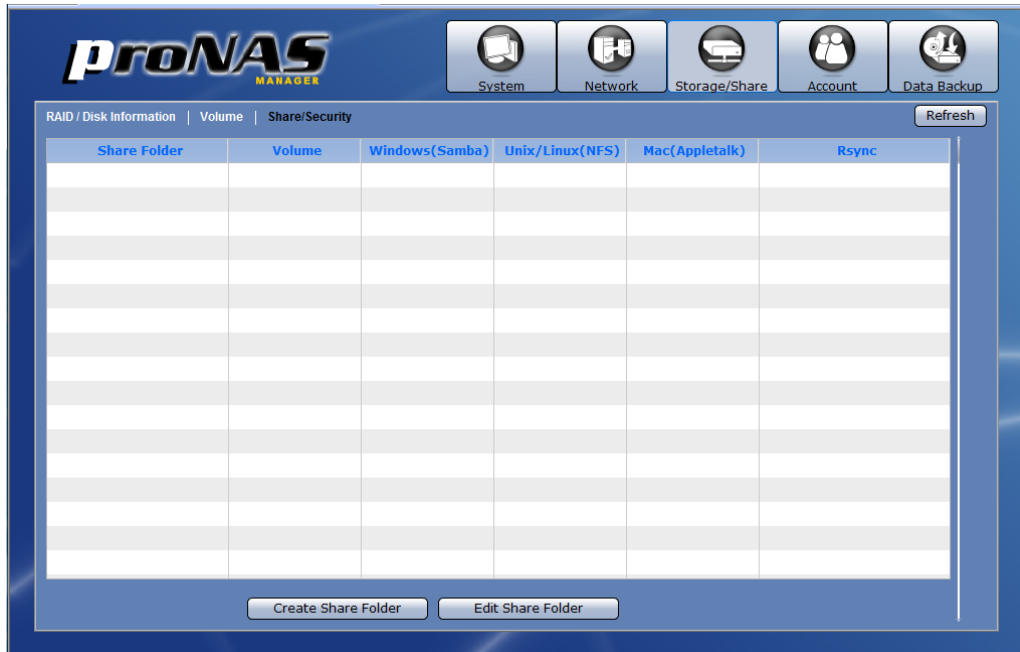 proNAS
MANAGER
System Network Storage/Share Account Data Backup
RAID / Disk Information | Volume | Share/Security Refresh
Share Folder Volume Windows(Samba) Unix/Linux(NFS) Mac(Appletalk) Rsync
Create Share Folder Edit Share Folder